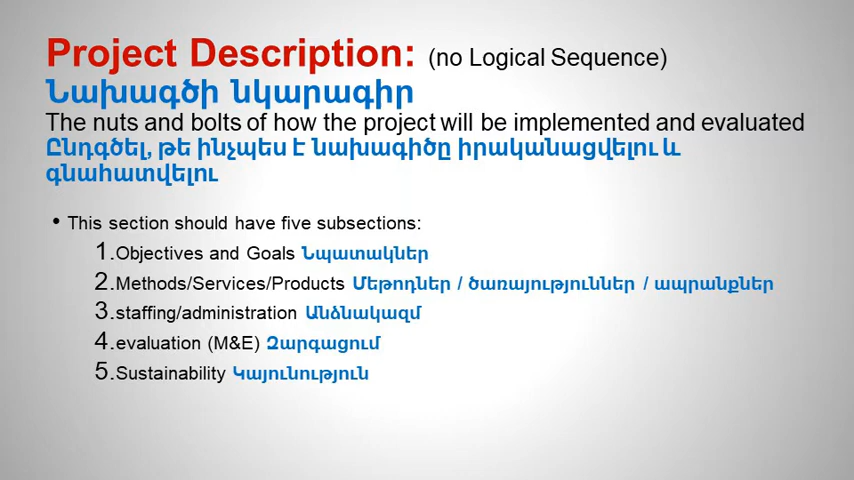 Project Description: (no Logical Sequence)
Նախագծի նկարագիր
The nuts and bolts of how the project will be implemented and evaluated
Ընդգծել, թե ինչպես է նախագիծը իրականացվելու և
գնահատվելու
• This section should have five subsections:
1.Objectives and Goals Նպատակներ
2.Methods/Services/Products Մեթոդներ / ծառայություններ / ապրանքներ
3.staffing/administration Անձնակազմ
4.evaluation (M&E) Զարգացում
5.Sustainability Կայունություն